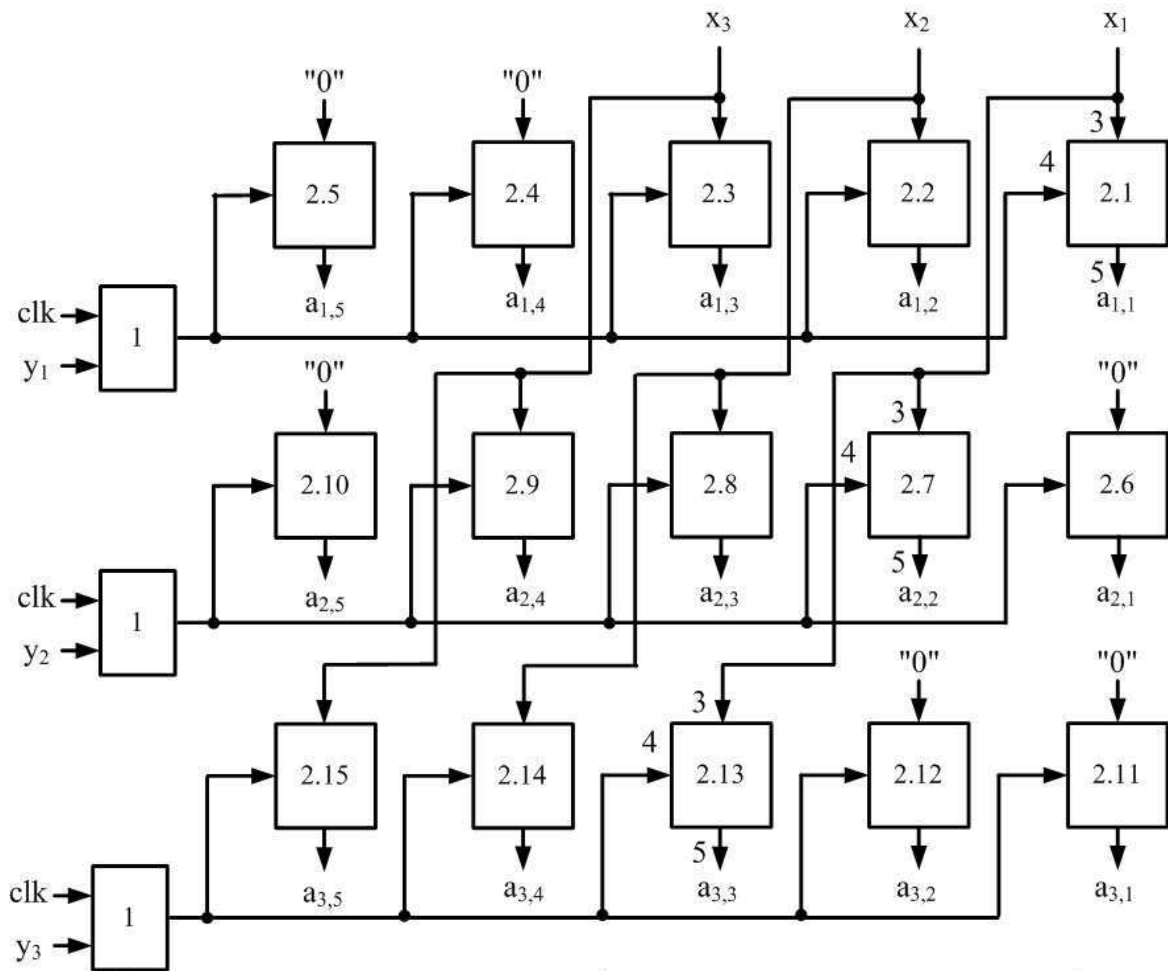 x₃ x₂ x₁
"0" "0"
3
4
2.5 2.4 2.3 2.2 2.1
5
a₁,₅ a₁,₄ a₁,₃ a₁,₂ a₁,₁
clk
1
y₁
"0" "0"
3
4
2.10 2.9 2.8 2.7 2.6
5
a₂,₅ a₂,₄ a₂,₃ a₂,₂ a₂,₁
clk
1
y₂
"0" "0"
3
4
2.15 2.14 2.13 2.12 2.11
5
a₃,₅ a₃,₄ a₃,₃ a₃,₂ a₃,₁
clk
1
y₃